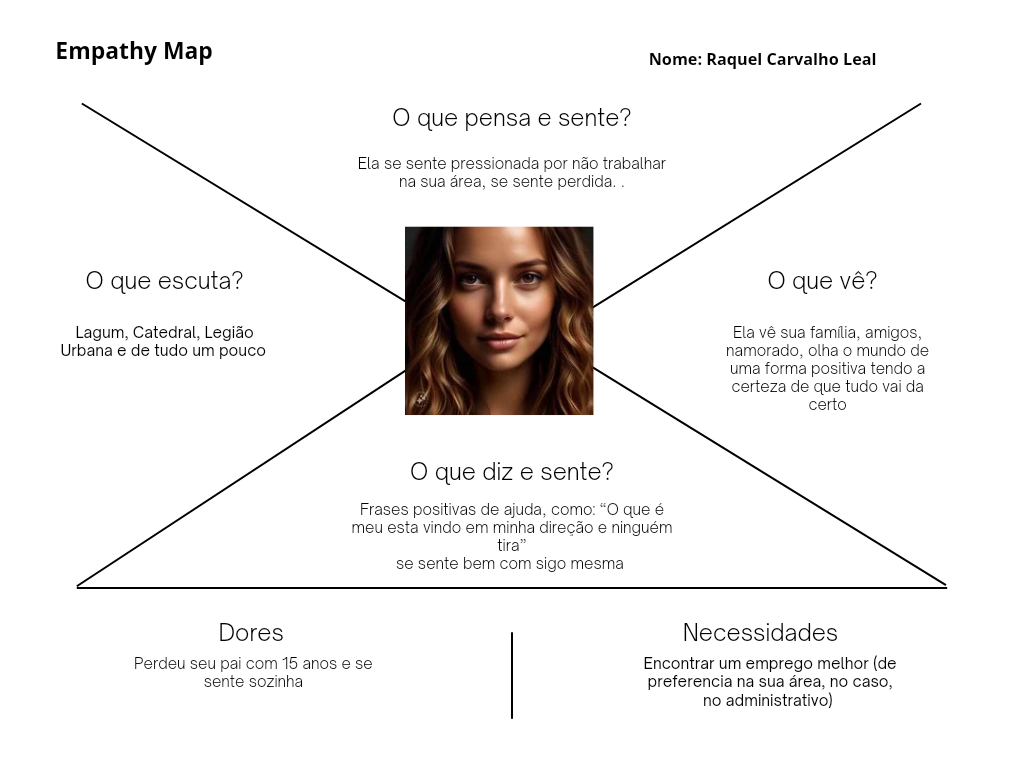 Empathy Map
Nome: Raquel Carvalho Leal
O que pensa e sente?
Ela se sente pressionada por não trabalhar
na sua área, se sente perdida. .
O que escuta?
Lagum, Catedral, Legião
Urbana e de tudo um pouco
O que vê?
Ela vê sua família, amigos,
namorado, olha o mundo de
uma forma positiva tendo a
certeza de que tudo vai da
certo
O que diz e sente?
Frases positivas de ajuda, como: “O que é
meu esta vindo em minha direção e ninguém
tira”
se sente bem com sigo mesma
Dores
Perdeu seu pai com 15 anos e se
sente sozinha
Necessidades
Encontrar um emprego melhor (de
preferencia na sua área, no caso,
no administrativo)